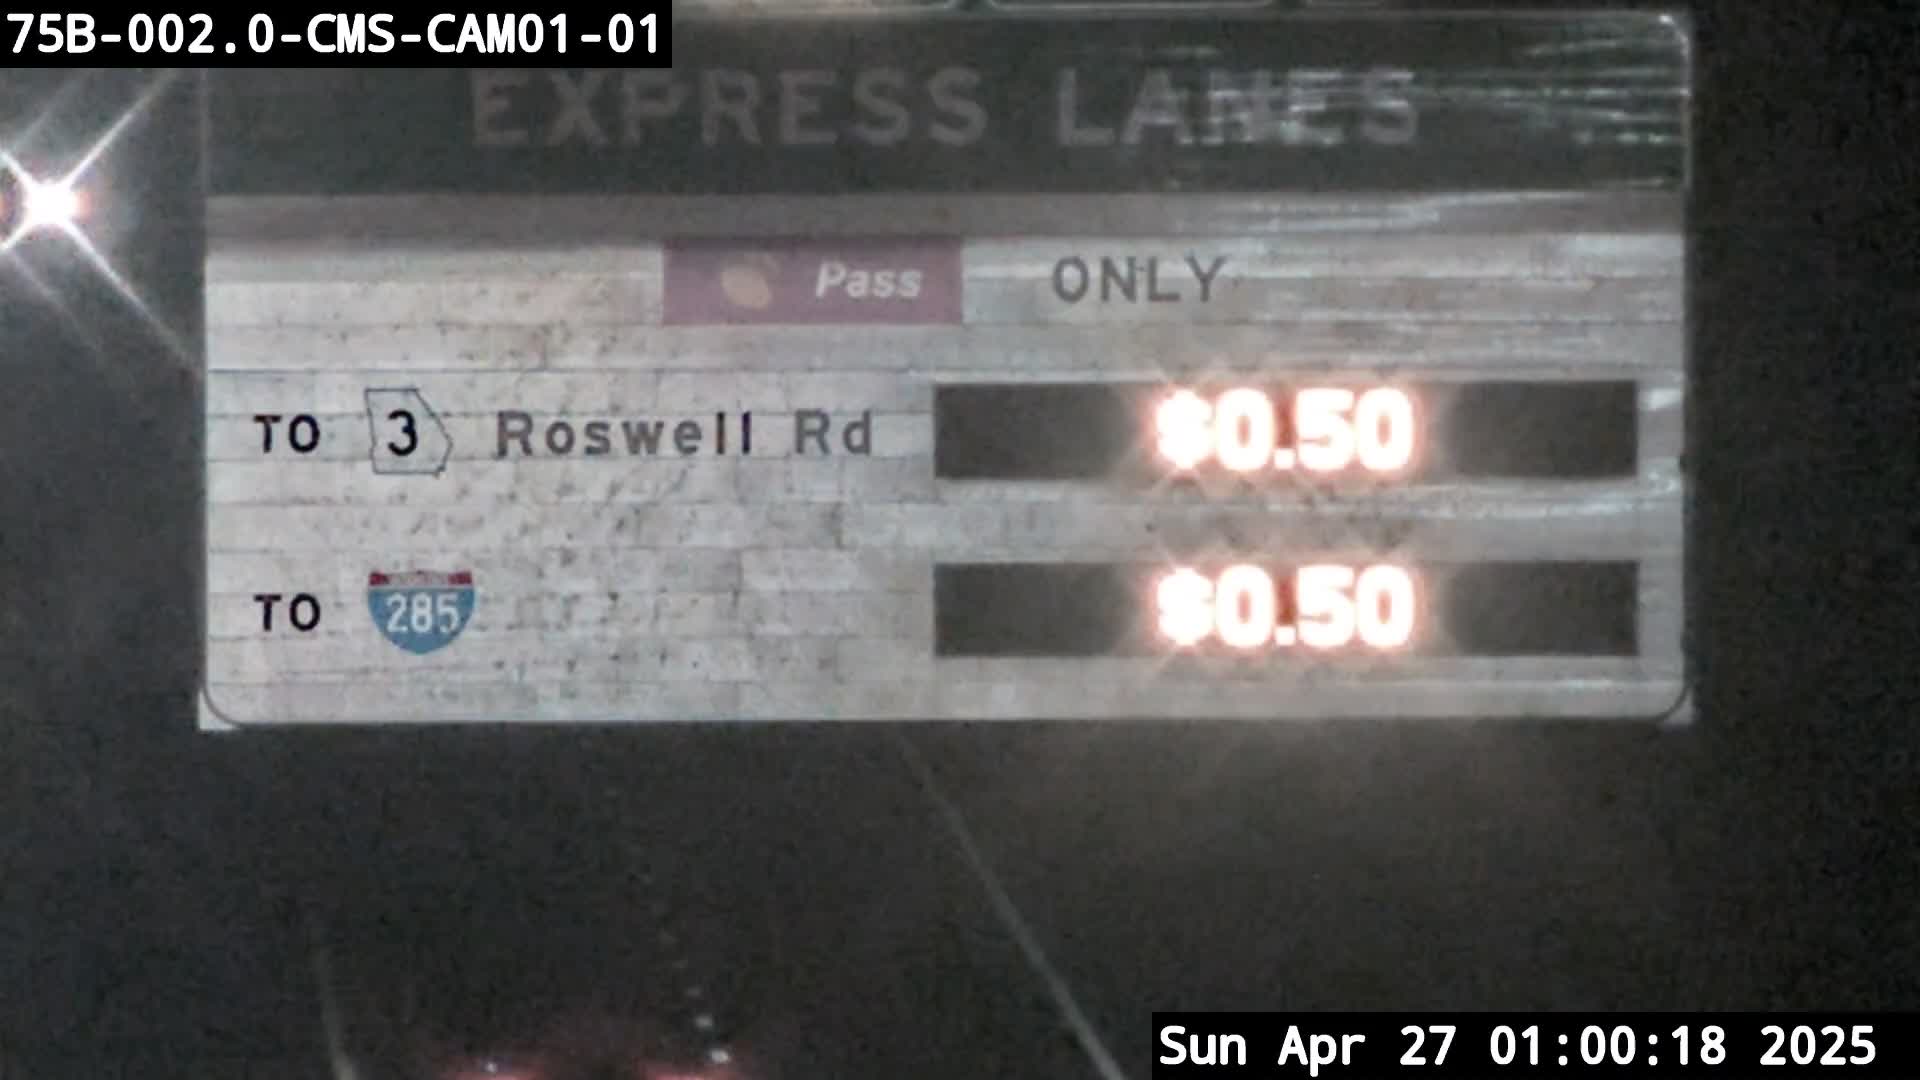 75B-002.0-CMS-CAM01-01
EXPRESS LANES
Pass ONLY
TO 3 Roswell Rd $0.50
TO 285 $0.50
Sun Apr 27 01:00:18 2025